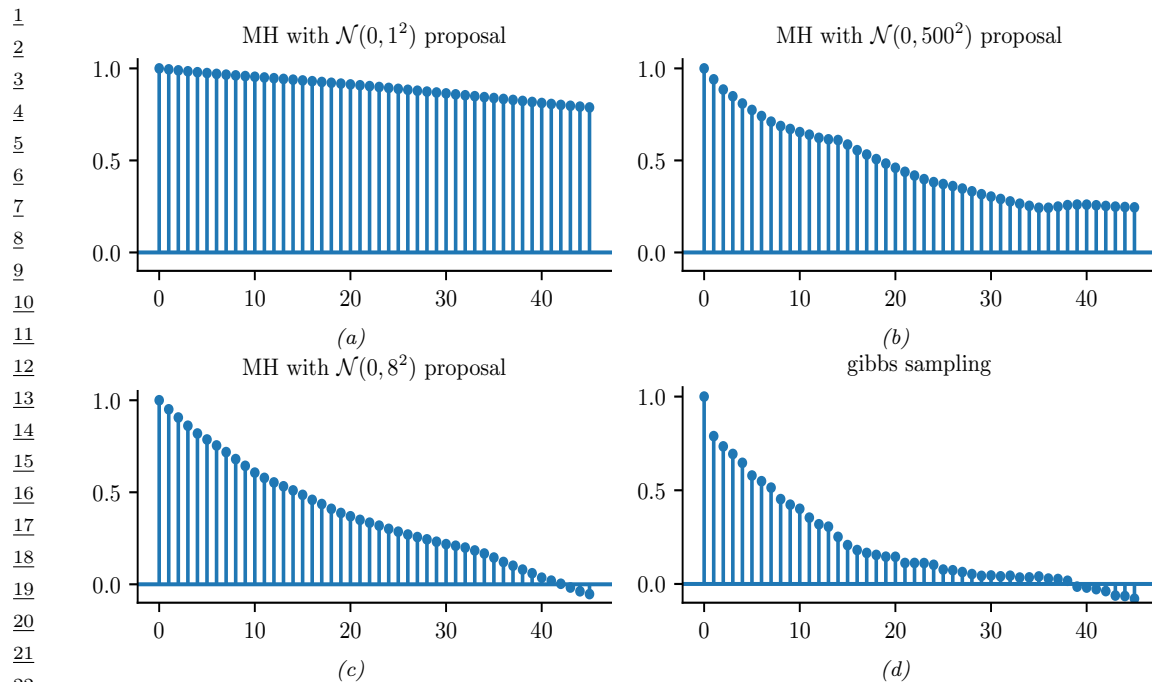 1
2
3
4
5
6
7
8
9
10
11
12
13
14
15
16
17
18
19
20
21
MH with 𝒩(0, 1²) proposal
1.0
0.5
0.0
0 10 20 30 40
(a)
MH with 𝒩(0, 500²) proposal
1.0
0.5
0.0
0 10 20 30 40
(b)
MH with 𝒩(0, 8²) proposal
1.0
0.5
0.0
0 10 20 30 40
(c)
gibbs sampling
1.0
0.5
0.0
0 10 20 30 40
(d)